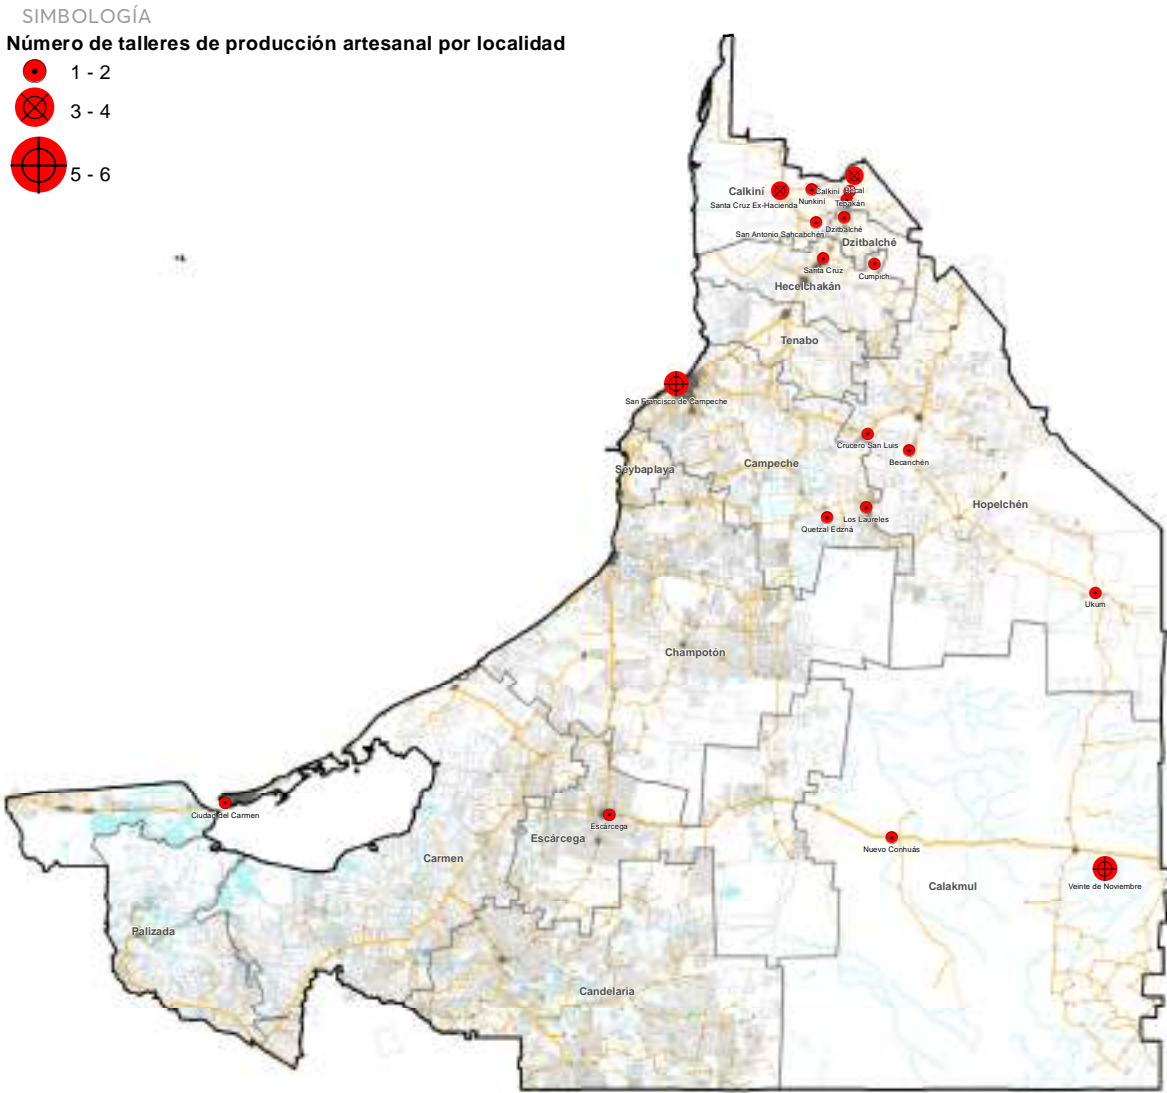 SIMBOLOGÍA
Número de talleres de producción artesanal por localidad
1 - 2
3 - 4
5 - 6
Calkiní
Santa Cruz Ex-Hacienda
Nunkiní
Calkiní
Becal
Tepakán
San Antonio Sahcabchén
Dzitbalché
Dzitbalché
Santa Cruz
Cumpich
Hecelchakán
Tenabo
San Francisco de Campeche
Crucero San Luis
Becanchén
Seybaplaya
Campeche
Hopelchén
Quetzal Edzná
Los Laureles
Ukum
Champotón
Ciudad del Carmen
Escárcega
Escárcega
Nuevo Conhuás
Carmen
Calakmul
Veinte de Noviembre
Palizada
Candelaria